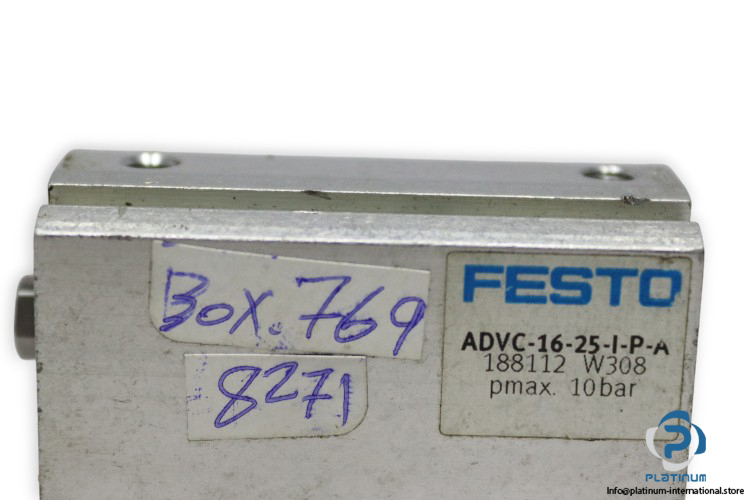 Box.769
8271
FESTO
ADVC-16-25-I-P-A
188112 W308
pmax. 10bar
PLATINUM
Info@platinum-international.store